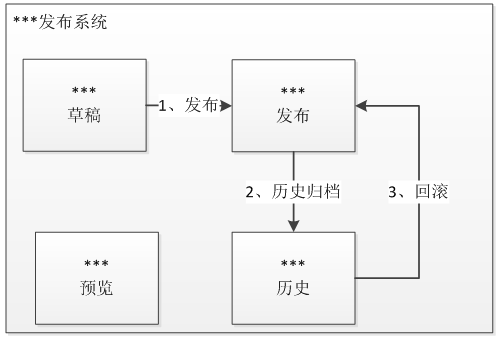 ***发布系统
***
草稿
1、发布
***
发布
2、历史归档
3、回滚
***
预览
***
历史